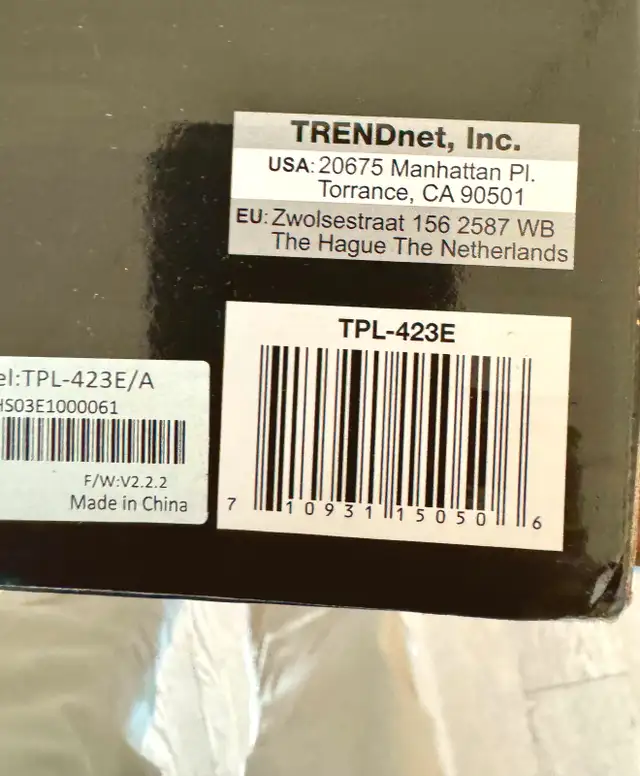 TRENDnet, Inc.
USA: 20675 Manhattan Pl.
Torrance, CA 90501
EU: Zwolsestraat 156 2587 WB
The Hague The Netherlands
TPL-423E
7 10931 15050 6
el:TPL-423E/A
HS03E1000061
F/W:V2.2.2
Made in China